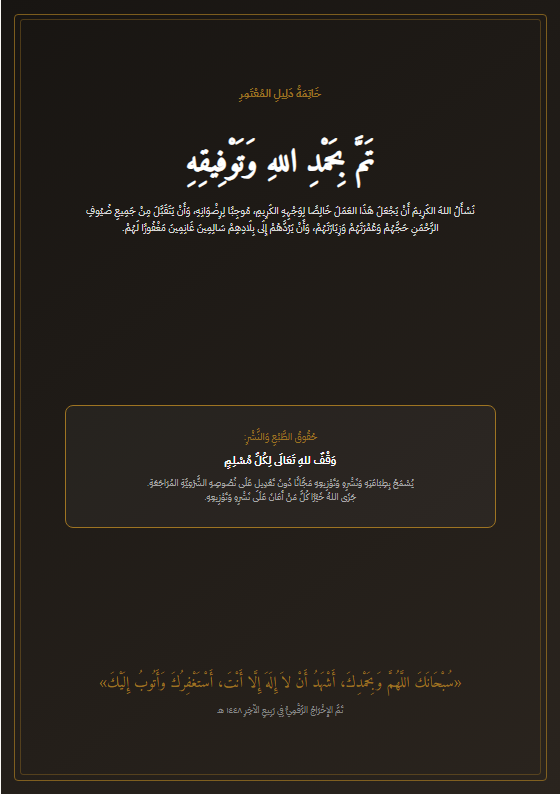 خَاتِمَةُ دَلِيلِ المُعْتَمِرِ
تَمَّ بِحَمْدِ اللهِ وَتَوْفِيقِهِ
نَسْأَلُ اللهَ الكَرِيمَ أَنْ يَجْعَلَ هَذَا العَمَلَ خَالِصًا لِوَجْهِهِ الكَرِيمِ، مُوجِبًا لِرِضْوَانِهِ، وَأَنْ يَتَقَبَّلَ مِنْ جَمِيعِ ضُيُوفِ
الرَّحْمَنِ حَجَّهُمْ وَعُمْرَتَهُمْ وَزِيَارَتَهُمْ، وَأَنْ يَرُدَّهُمْ إِلَى بِلَادِهِمْ سَالِمِينَ غَانِمِينَ مَغْفُورًا لَهُمْ.
حُقُوقُ الطَّبْعِ وَالنَّشْرِ:
وَقْفٌ للهِ تَعَالَى لِكُلِّ مُسْلِمٍ
يُسْمَحُ بِطِبَاعَتِهِ وَنَشْرِهِ وَتَوْزِيعِهِ مَجَّانًا دُونَ تَعْدِيلٍ عَلَى نُصُوصِهِ الشَّرْعِيَّةِ المُرَاجَعَةِ.
جَزَى اللهُ خَيْرًا كُلَّ مَنْ أَعَانَ عَلَى نَشْرِهِ وَتَوْزِيعِهِ.
«سُبْحَانَكَ اللَّهُمَّ وَبِحَمْدِكَ، أَشْهَدُ أَنْ لاَ إِلَهَ إِلَّا أَنْتَ، أَسْتَغْفِرُكَ وَأَتُوبُ إِلَيْكَ»
تَمَّ الإِخْرَاجُ الرَّقْمِيُّ فِي رَبِيعِ الآخِرِ ١٤٤٨ هـ